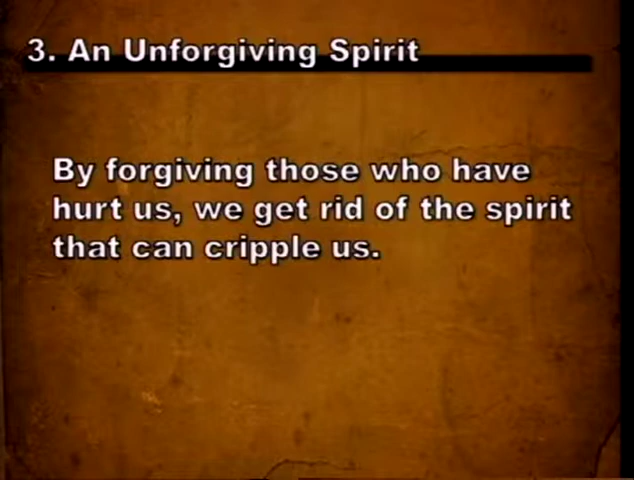 3. An Unforgiving Spirit
By forgiving those who have
hurt us, we get rid of the spirit
that can cripple us.